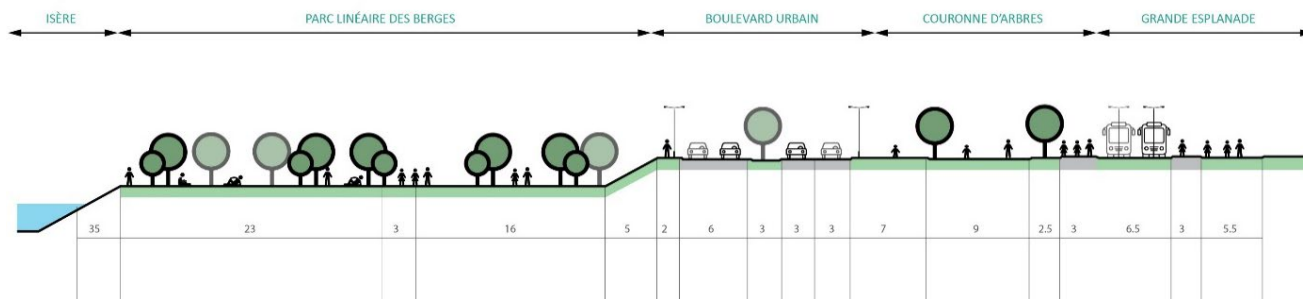 ISÈRE
PARC LINÉAIRE DES BERGES
BOULEVARD URBAIN
COURONNE D'ARBRES
GRANDE ESPLANADE
35 23 3 16 5 2 6 3 3 3 7 9 2.5 3 6.5 3 5.5